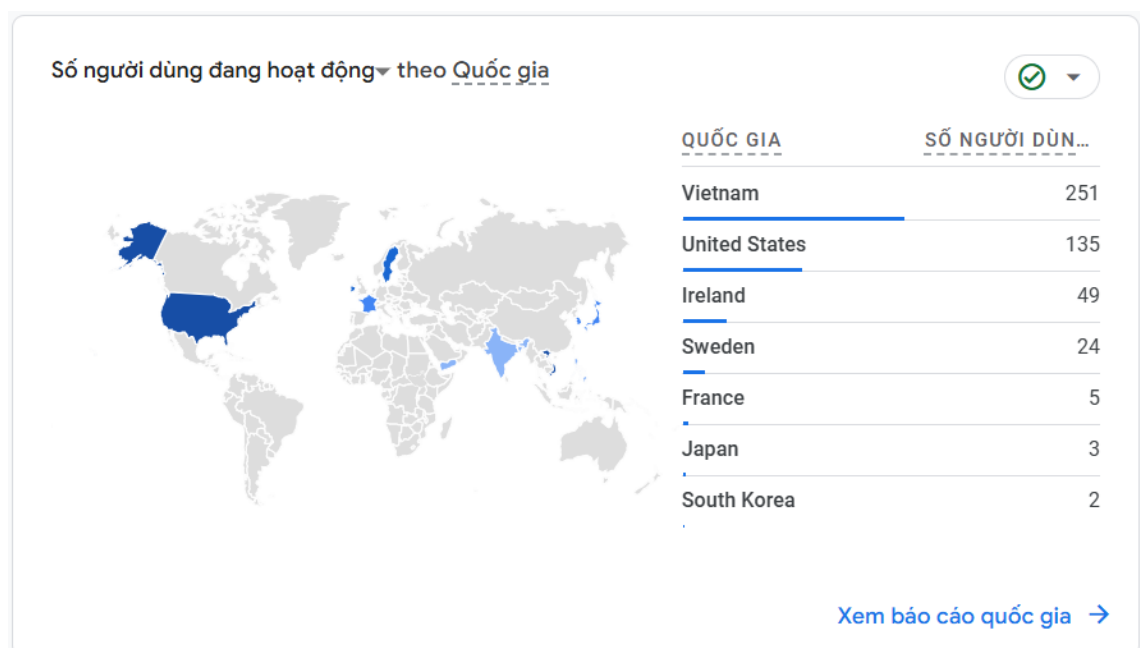 Số người dùng đang hoạt động theo Quốc gia
QUỐC GIA SỐ NGƯỜI DÙN...
Vietnam 251
United States 135
Ireland 49
Sweden 24
France 5
Japan 3
South Korea 2
Xem báo cáo quốc gia